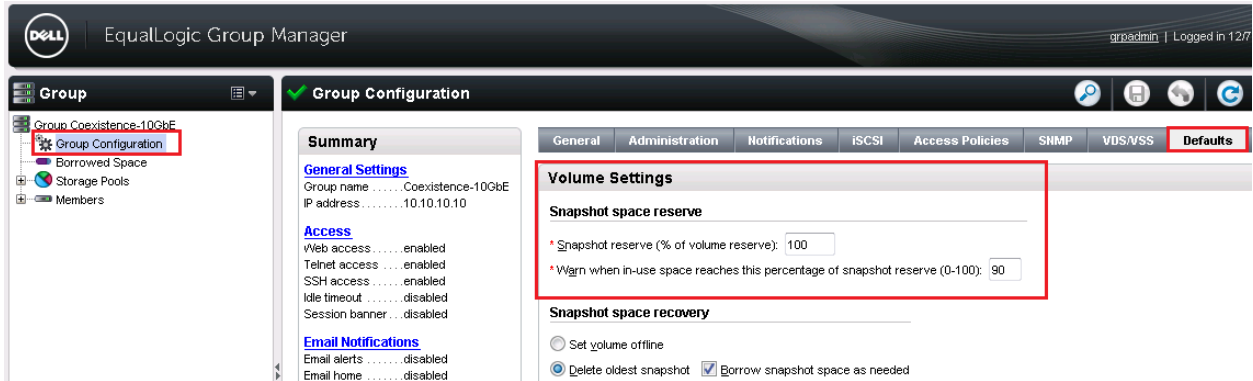 DELL
EqualLogic Group Manager
grpadmin | Logged in 12/7
Group
Group Configuration
Group Coexistence-10GbE
Group Configuration
Borrowed Space
Storage Pools
Members
Summary
General Settings
Group name ......Coexistence-10GbE
IP address........10.10.10.10
Access
Web access......enabled
Telnet access ....enabled
SSH access.......enabled
Idle timeout .......disabled
Session banner...disabled
Email Notifications
Email alerts .......disabled
Email home .......disabled
General Administration Notifications iSCSI Access Policies SNMP VDS/VSS Defaults
Volume Settings
Snapshot space reserve
* Snapshot reserve (% of volume reserve): 100
* Warn when in-use space reaches this percentage of snapshot reserve (0-100): 90
Snapshot space recovery
Set volume offline
Delete oldest snapshot Borrow snapshot space as needed